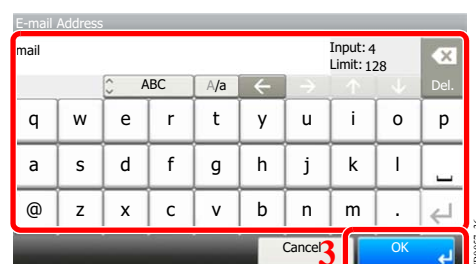 E-mail Address
mail
Input: 4
Limit: 128
ABC
A/a
Del.
q w e r t y u i o p
a s d f g h j k l
@ z x c v b n m .
Cancel
3
OK